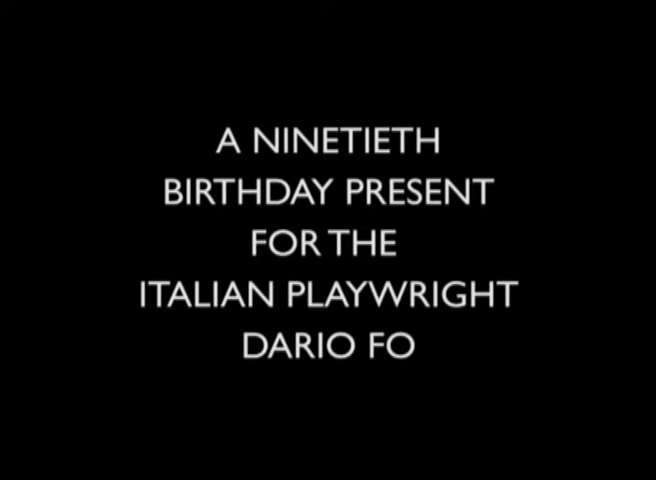 A NINETIETH
BIRTHDAY PRESENT
FOR THE
ITALIAN PLAYWRIGHT
DARIO FO